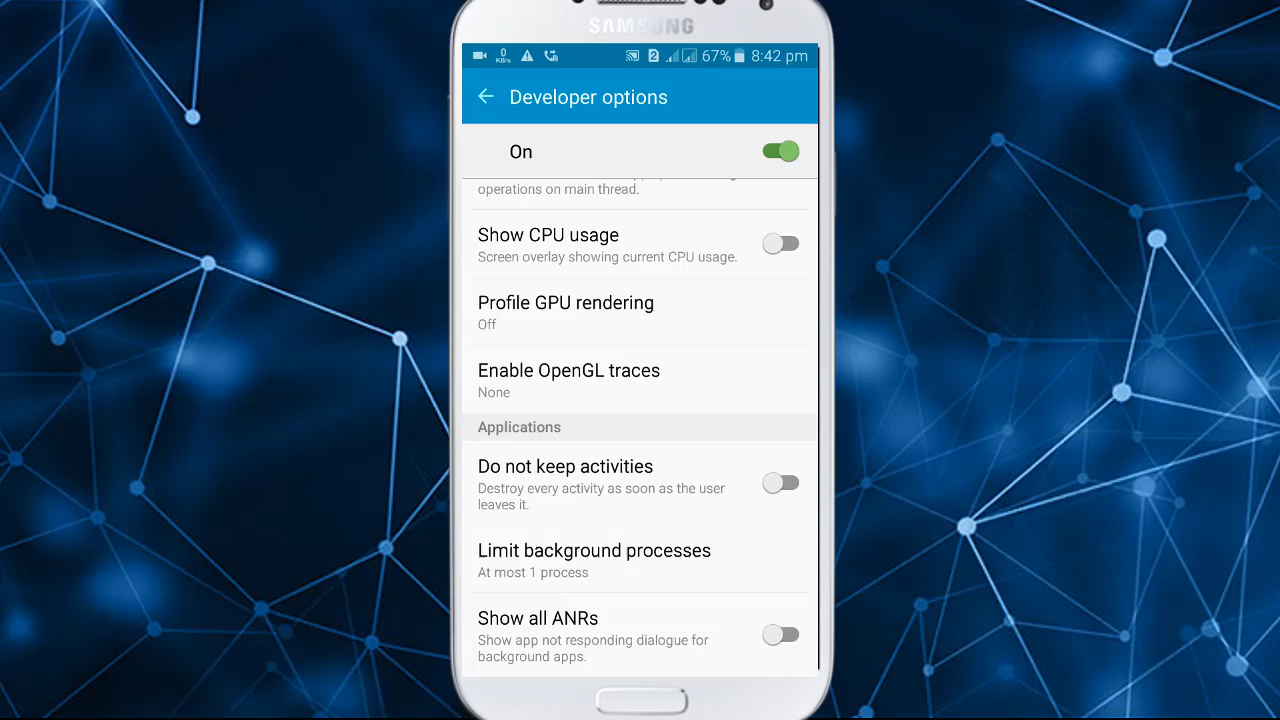 SAMSUNG
0
KB/s
2
67%
8:42 pm
Developer options
On
operations on main thread.
Show CPU usage
Screen overlay showing current CPU usage.
Profile GPU rendering
Off
Enable OpenGL traces
None
Applications
Do not keep activities
Destroy every activity as soon as the user
leaves it.
Limit background processes
At most 1 process
Show all ANRs
Show app not responding dialogue for
background apps.